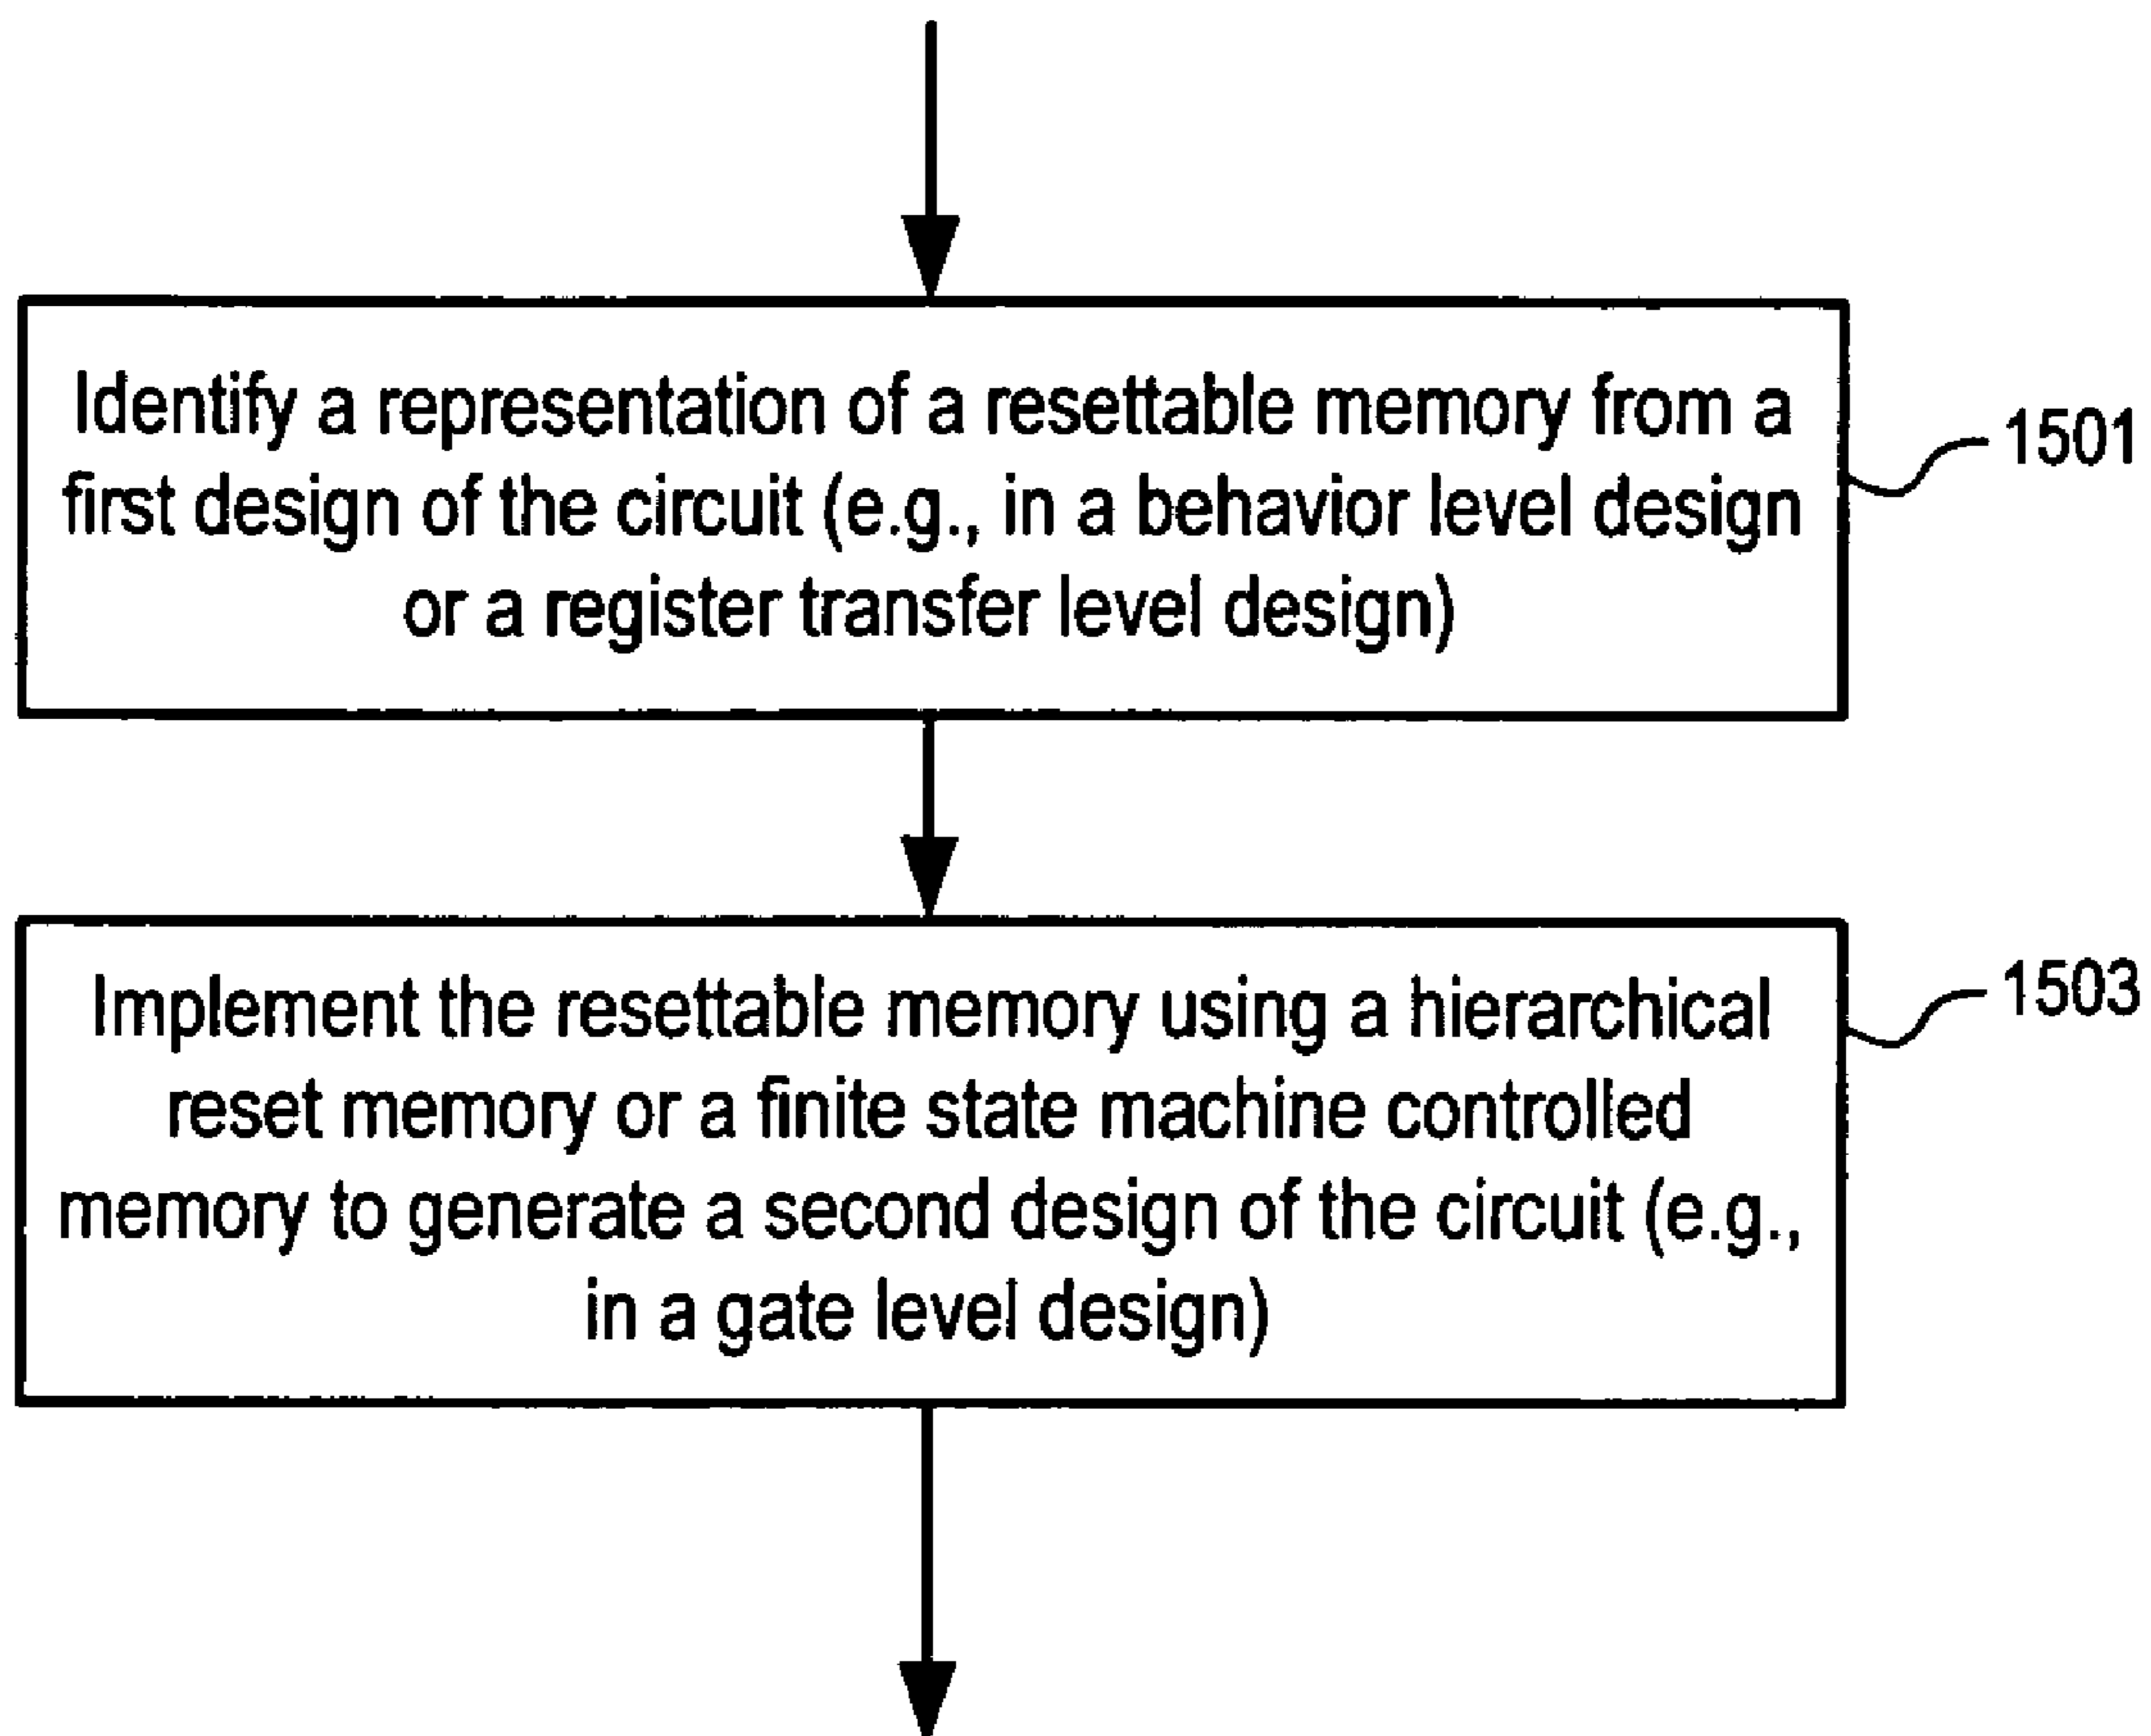 Identify a representation of a resettable memory from a
first design of the circuit (e.g., in a behavior level design
or a register transfer level design)
1501
Implement the resettable memory using a hierarchical
reset memory or a finite state machine controlled
memory to generate a second design of the circuit (e.g.,
in a gate level design)
1503